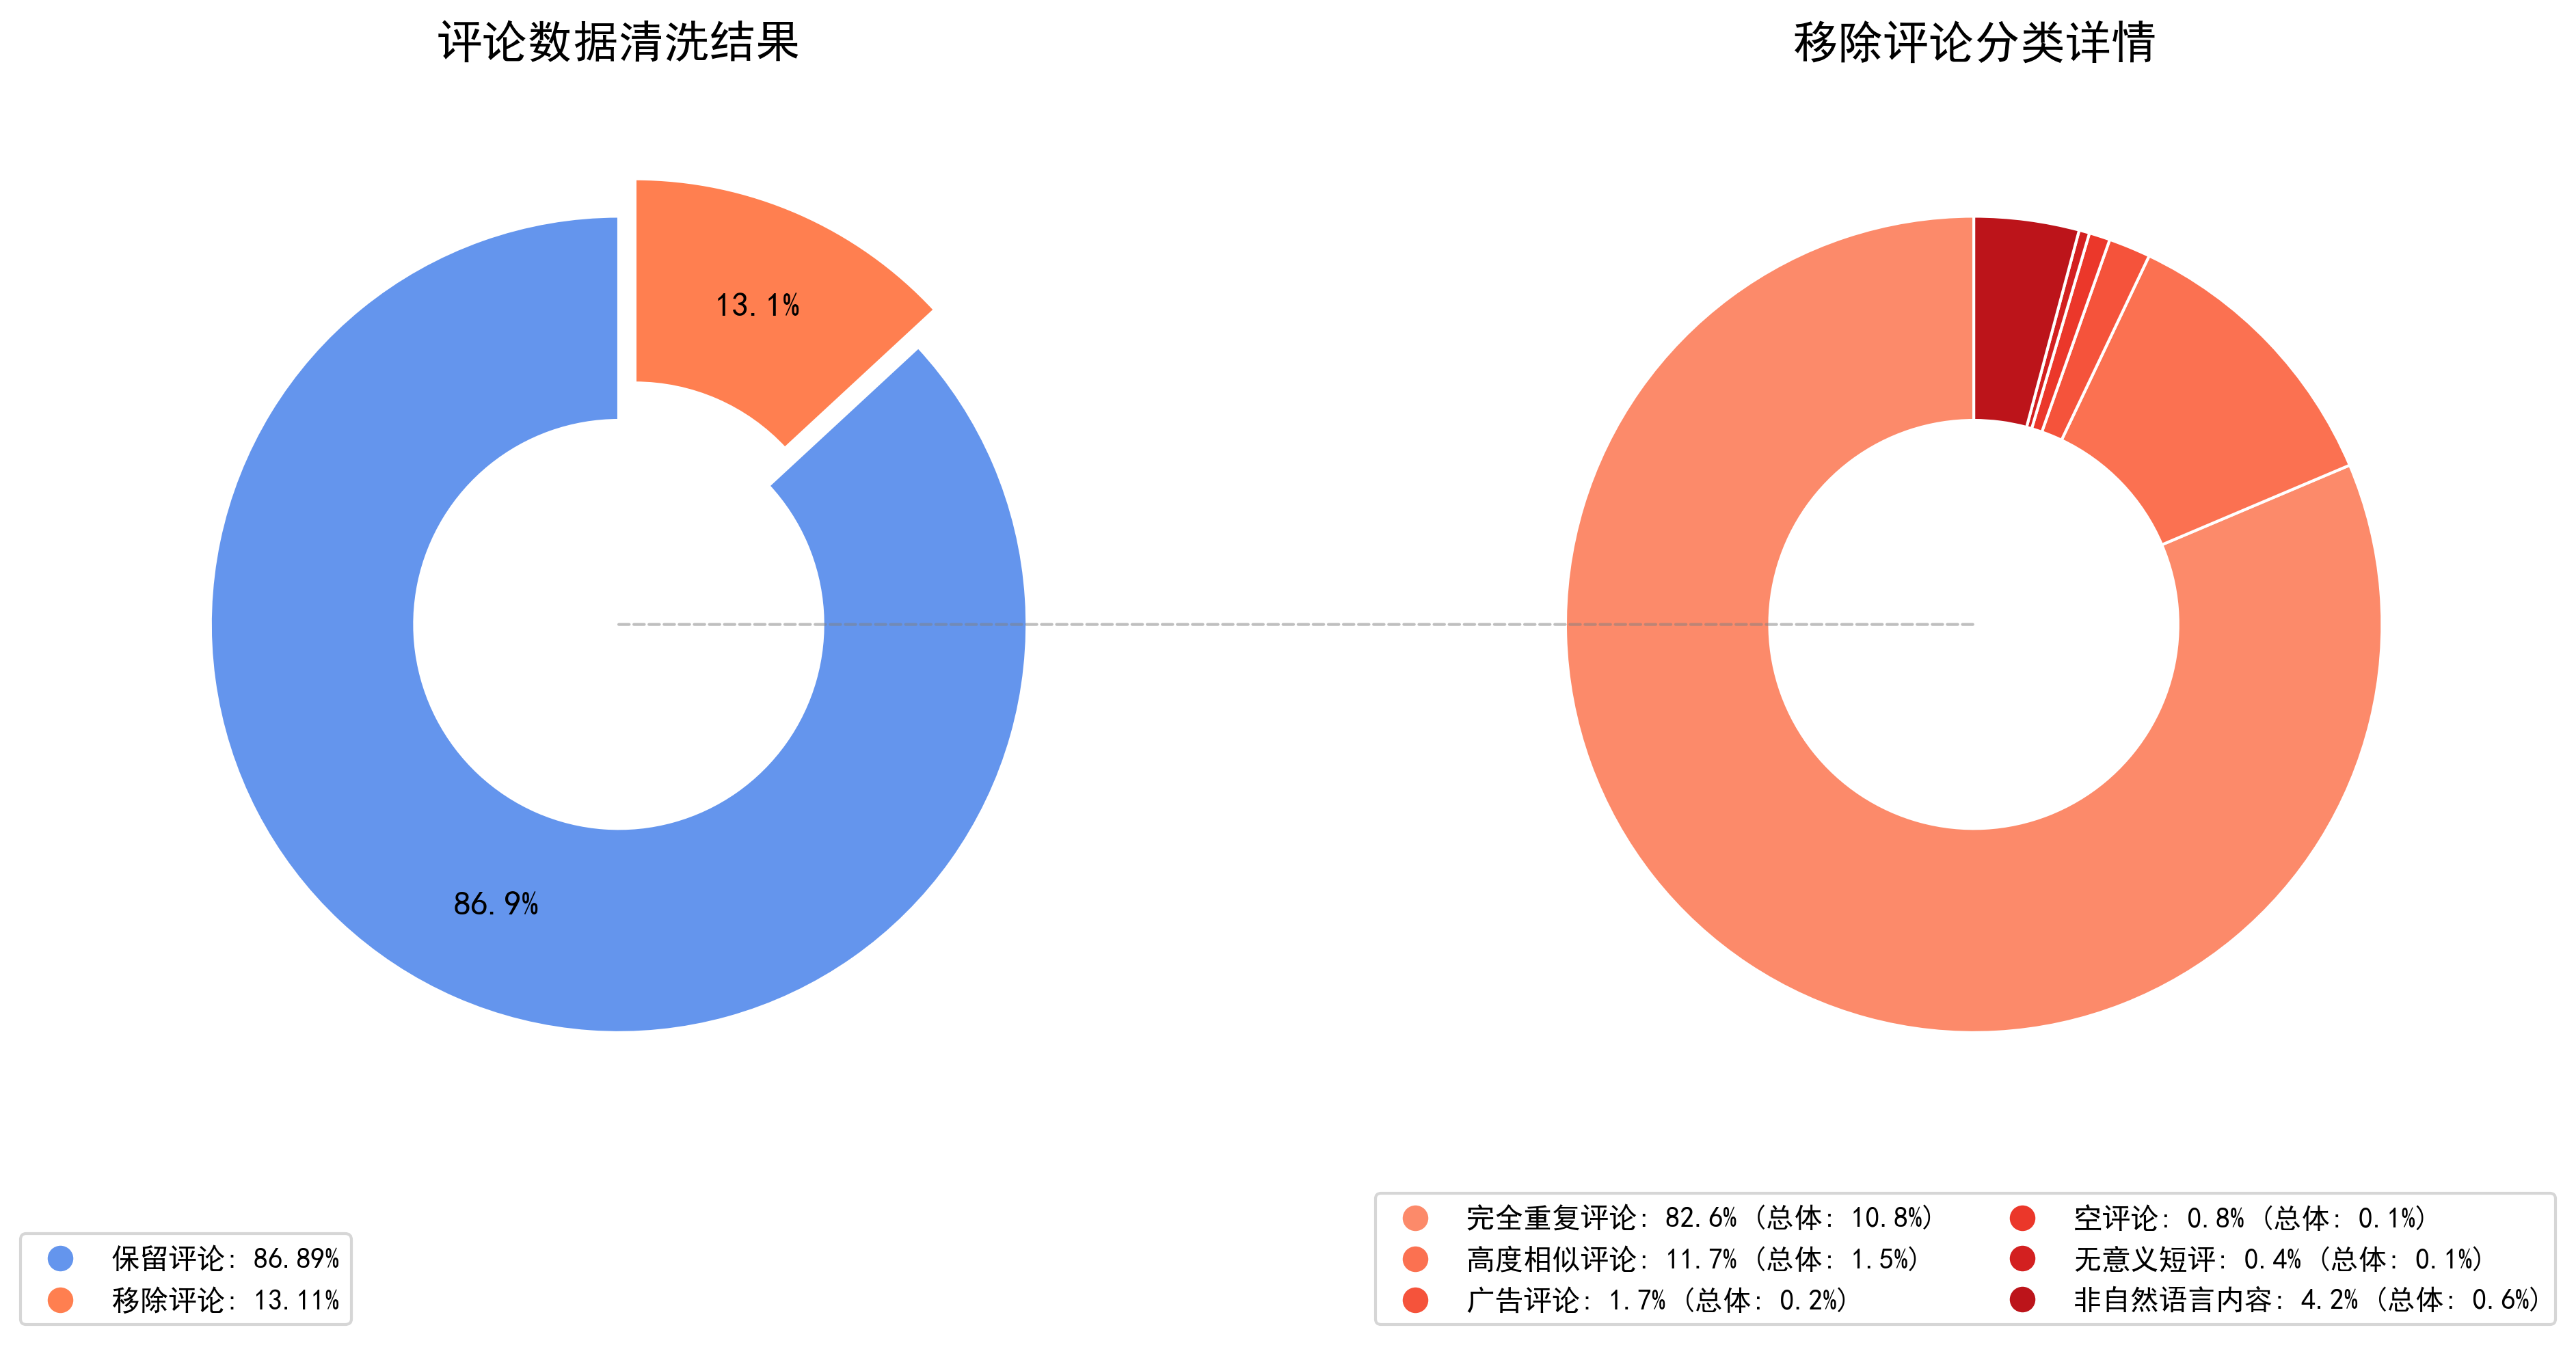 评论数据清洗结果
移除评论分类详情
13.1%
86.9%
保留评论: 86.89%
移除评论: 13.11%
完全重复评论: 82.6% (总体: 10.8%)
高度相似评论: 11.7% (总体: 1.5%)
广告评论: 1.7% (总体: 0.2%)
空评论: 0.8% (总体: 0.1%)
无意义短评: 0.4% (总体: 0.1%)
非自然语言内容: 4.2% (总体: 0.6%)